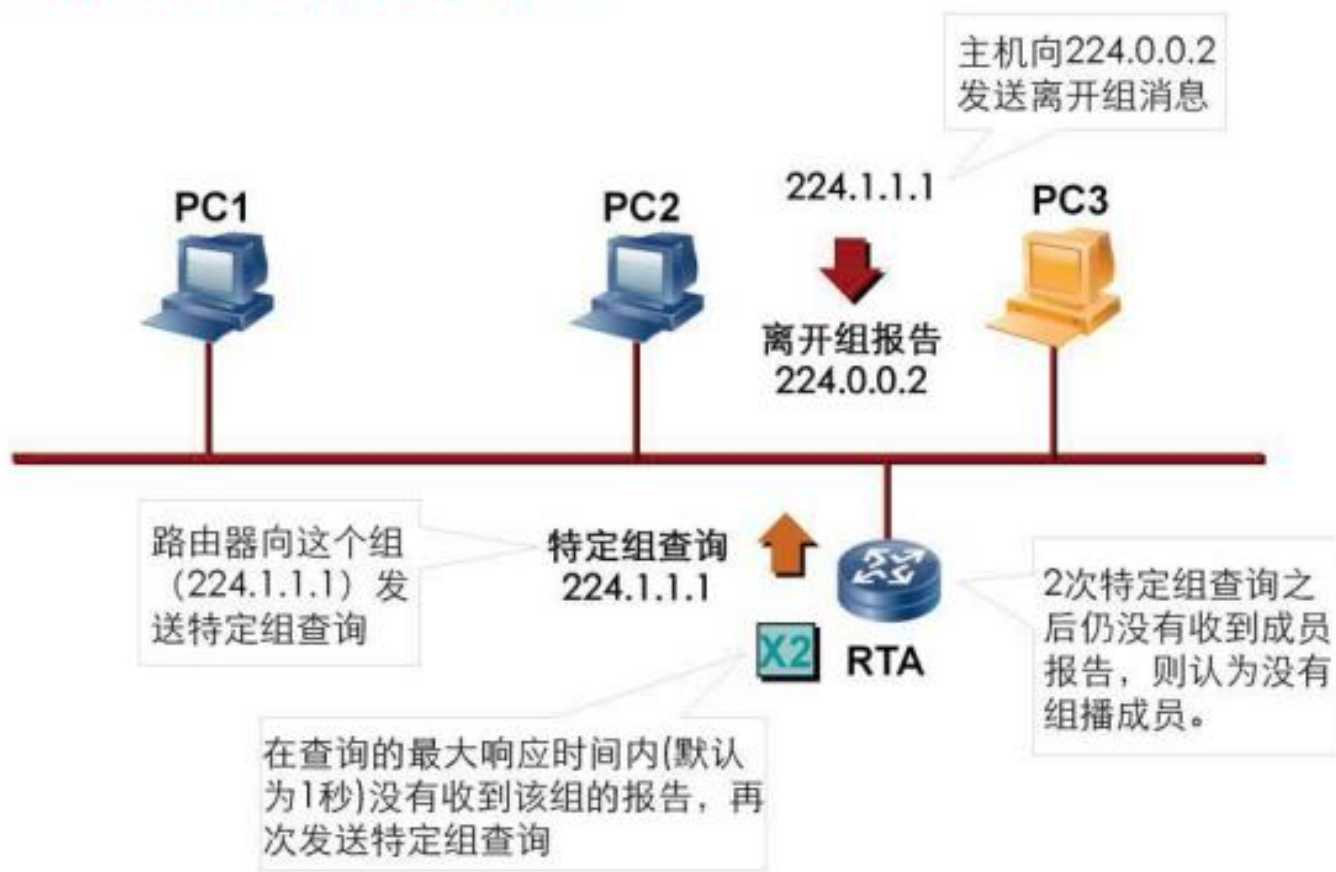 主机向224.0.0.2
发送离开组消息
PC1
PC2
224.1.1.1
PC3
离开组报告
224.0.0.2
路由器向这个组
（224.1.1.1）发
送特定组查询
特定组查询
224.1.1.1
X2
RTA
2次特定组查询之
后仍没有收到成员
报告，则认为没有
组播成员。
在查询的最大响应时间内(默认
为1秒)没有收到该组的报告，再
次发送特定组查询